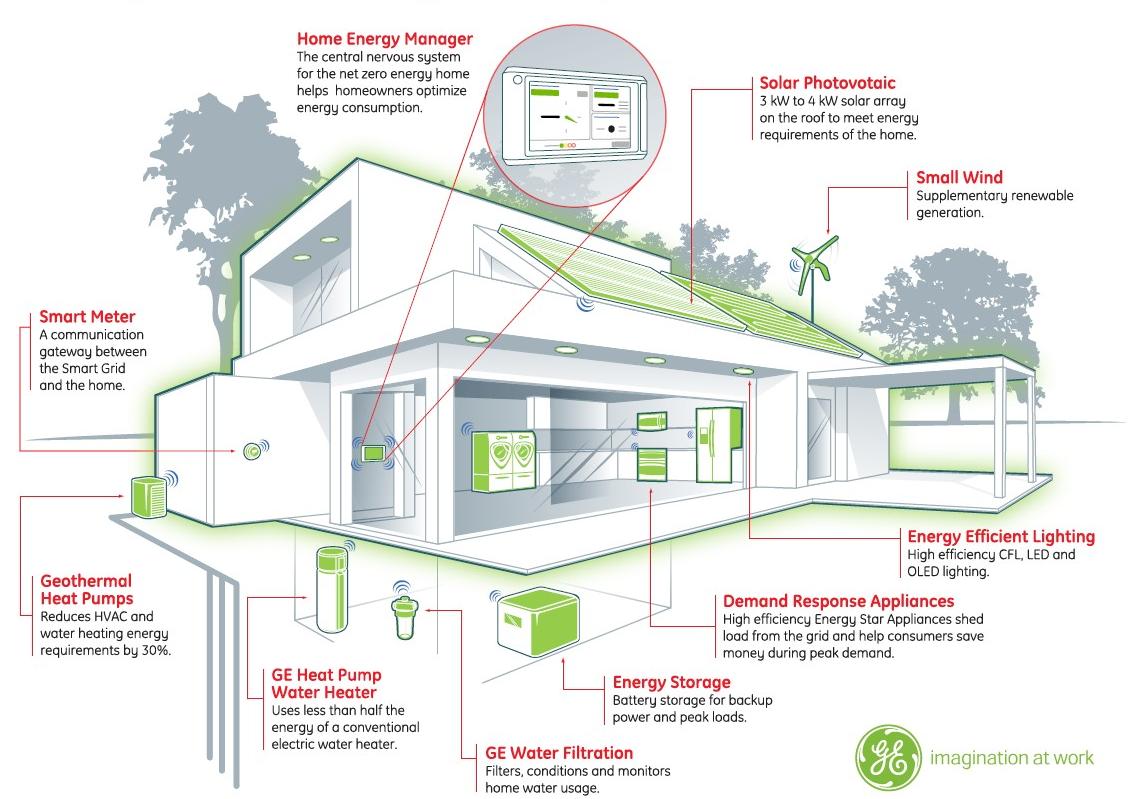 Home Energy Manager
The central nervous system
for the net zero energy home
helps homeowners optimize
energy consumption.
Solar Photovotaic
3 kW to 4 kW solar array
on the roof to meet energy
requirements of the home.
Small Wind
Supplementary renewable
generation.
Smart Meter
A communication
gateway between
the Smart Grid
and the home.
Geothermal
Heat Pumps
Reduces HVAC and
water heating energy
requirements by 30%.
Energy Efficient Lighting
High efficiency CFL, LED and
OLED lighting.
Demand Response Appliances
High efficiency Energy Star Appliances shed
load from the grid and help consumers save
money during peak demand.
GE Heat Pump
Water Heater
Uses less than half the
energy of a conventional
electric water heater.
Energy Storage
Battery storage for backup
power and peak loads.
GE Water Filtration
Filters, conditions and monitors
home water usage.
GE imagination at work